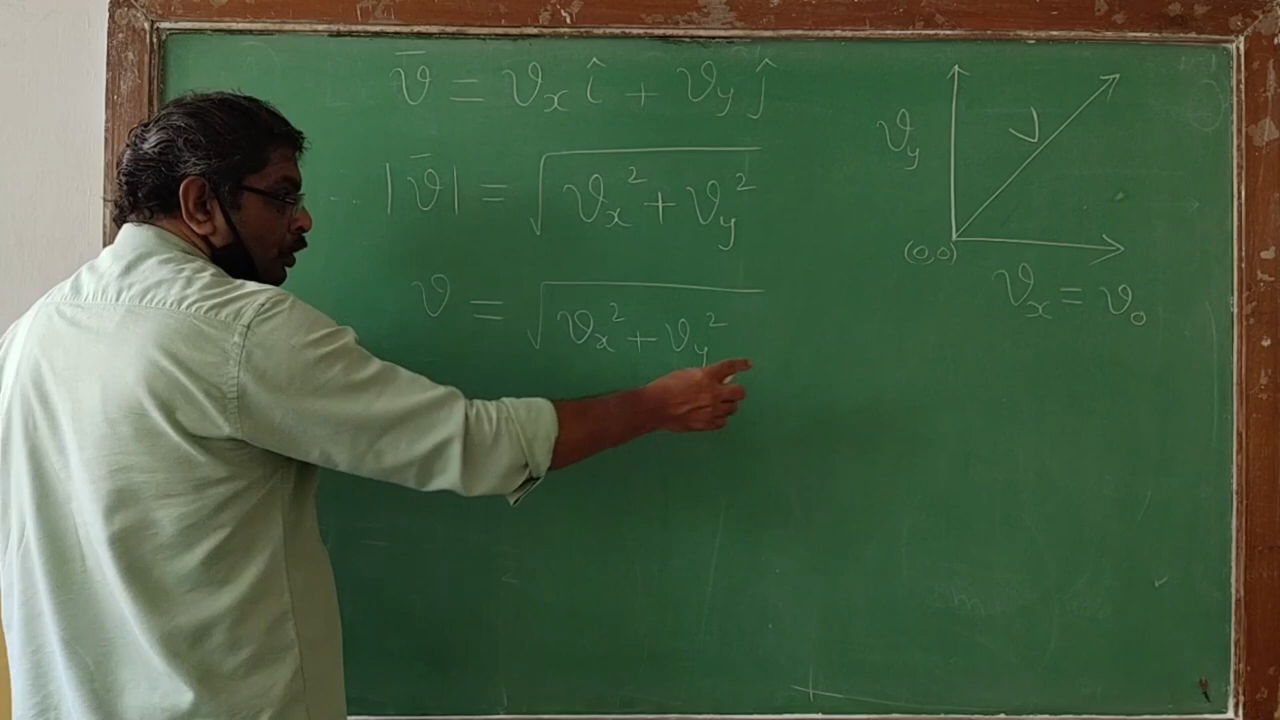 v̄ = vₓ î + v_y ĵ
|v̄| = √(vₓ² + v_y²)
v = √(vₓ² + v_y²)
v_y
v
(0,0)
vₓ = v₀